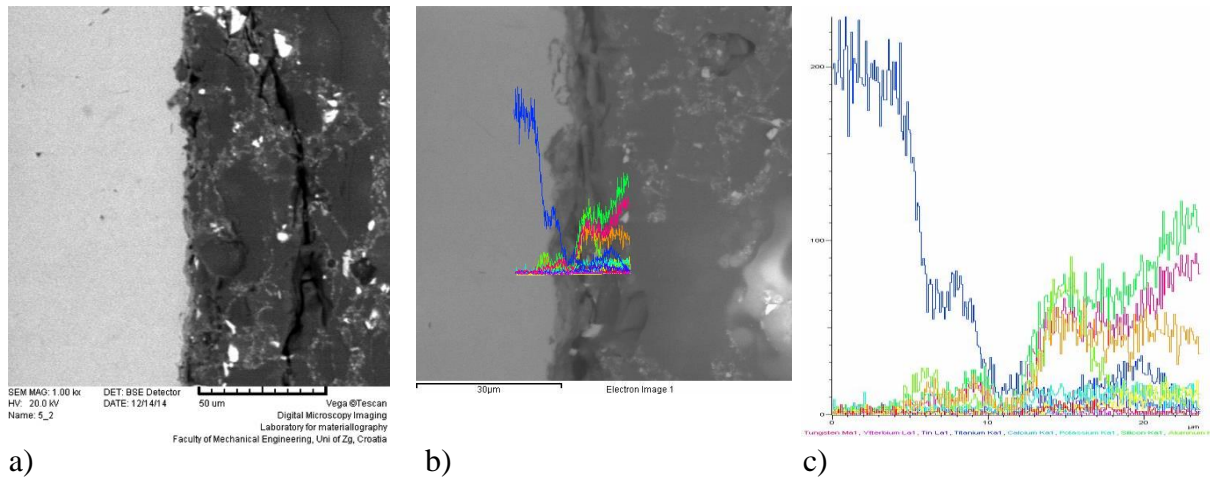 SEM MAG: 1.00 kx DET: BSE Detector
HV: 20.0 kV DATE: 12/14/14 50 um Vega ©Tescan
Name: 5_2 Digital Microscopy Imaging
Laboratory for materiallography
Faculty of Mechanical Engineering, Uni of Zg, Croatia
a)
30µm Electron Image 1
b)
200
100
0
0 20
µm
Tungsten Ma1, Ytterbium La1, Tin La1, Titanium Ka1, Calcium Ka1, Potassium Ka1, Silicon Ka1, Aluminum K
c)